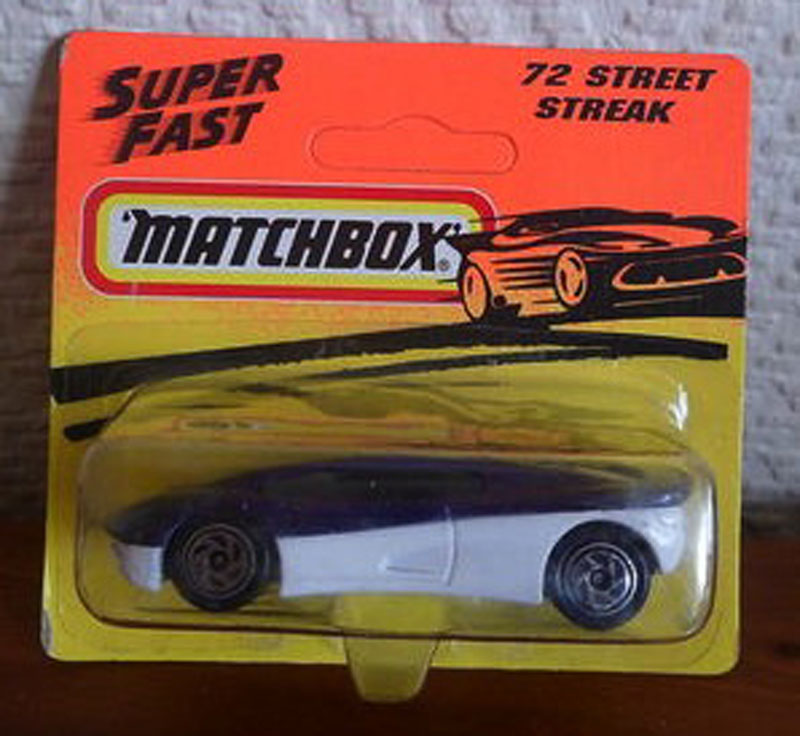 SUPER
FAST
72 STREET
STREAK
'MATCHBOX'®